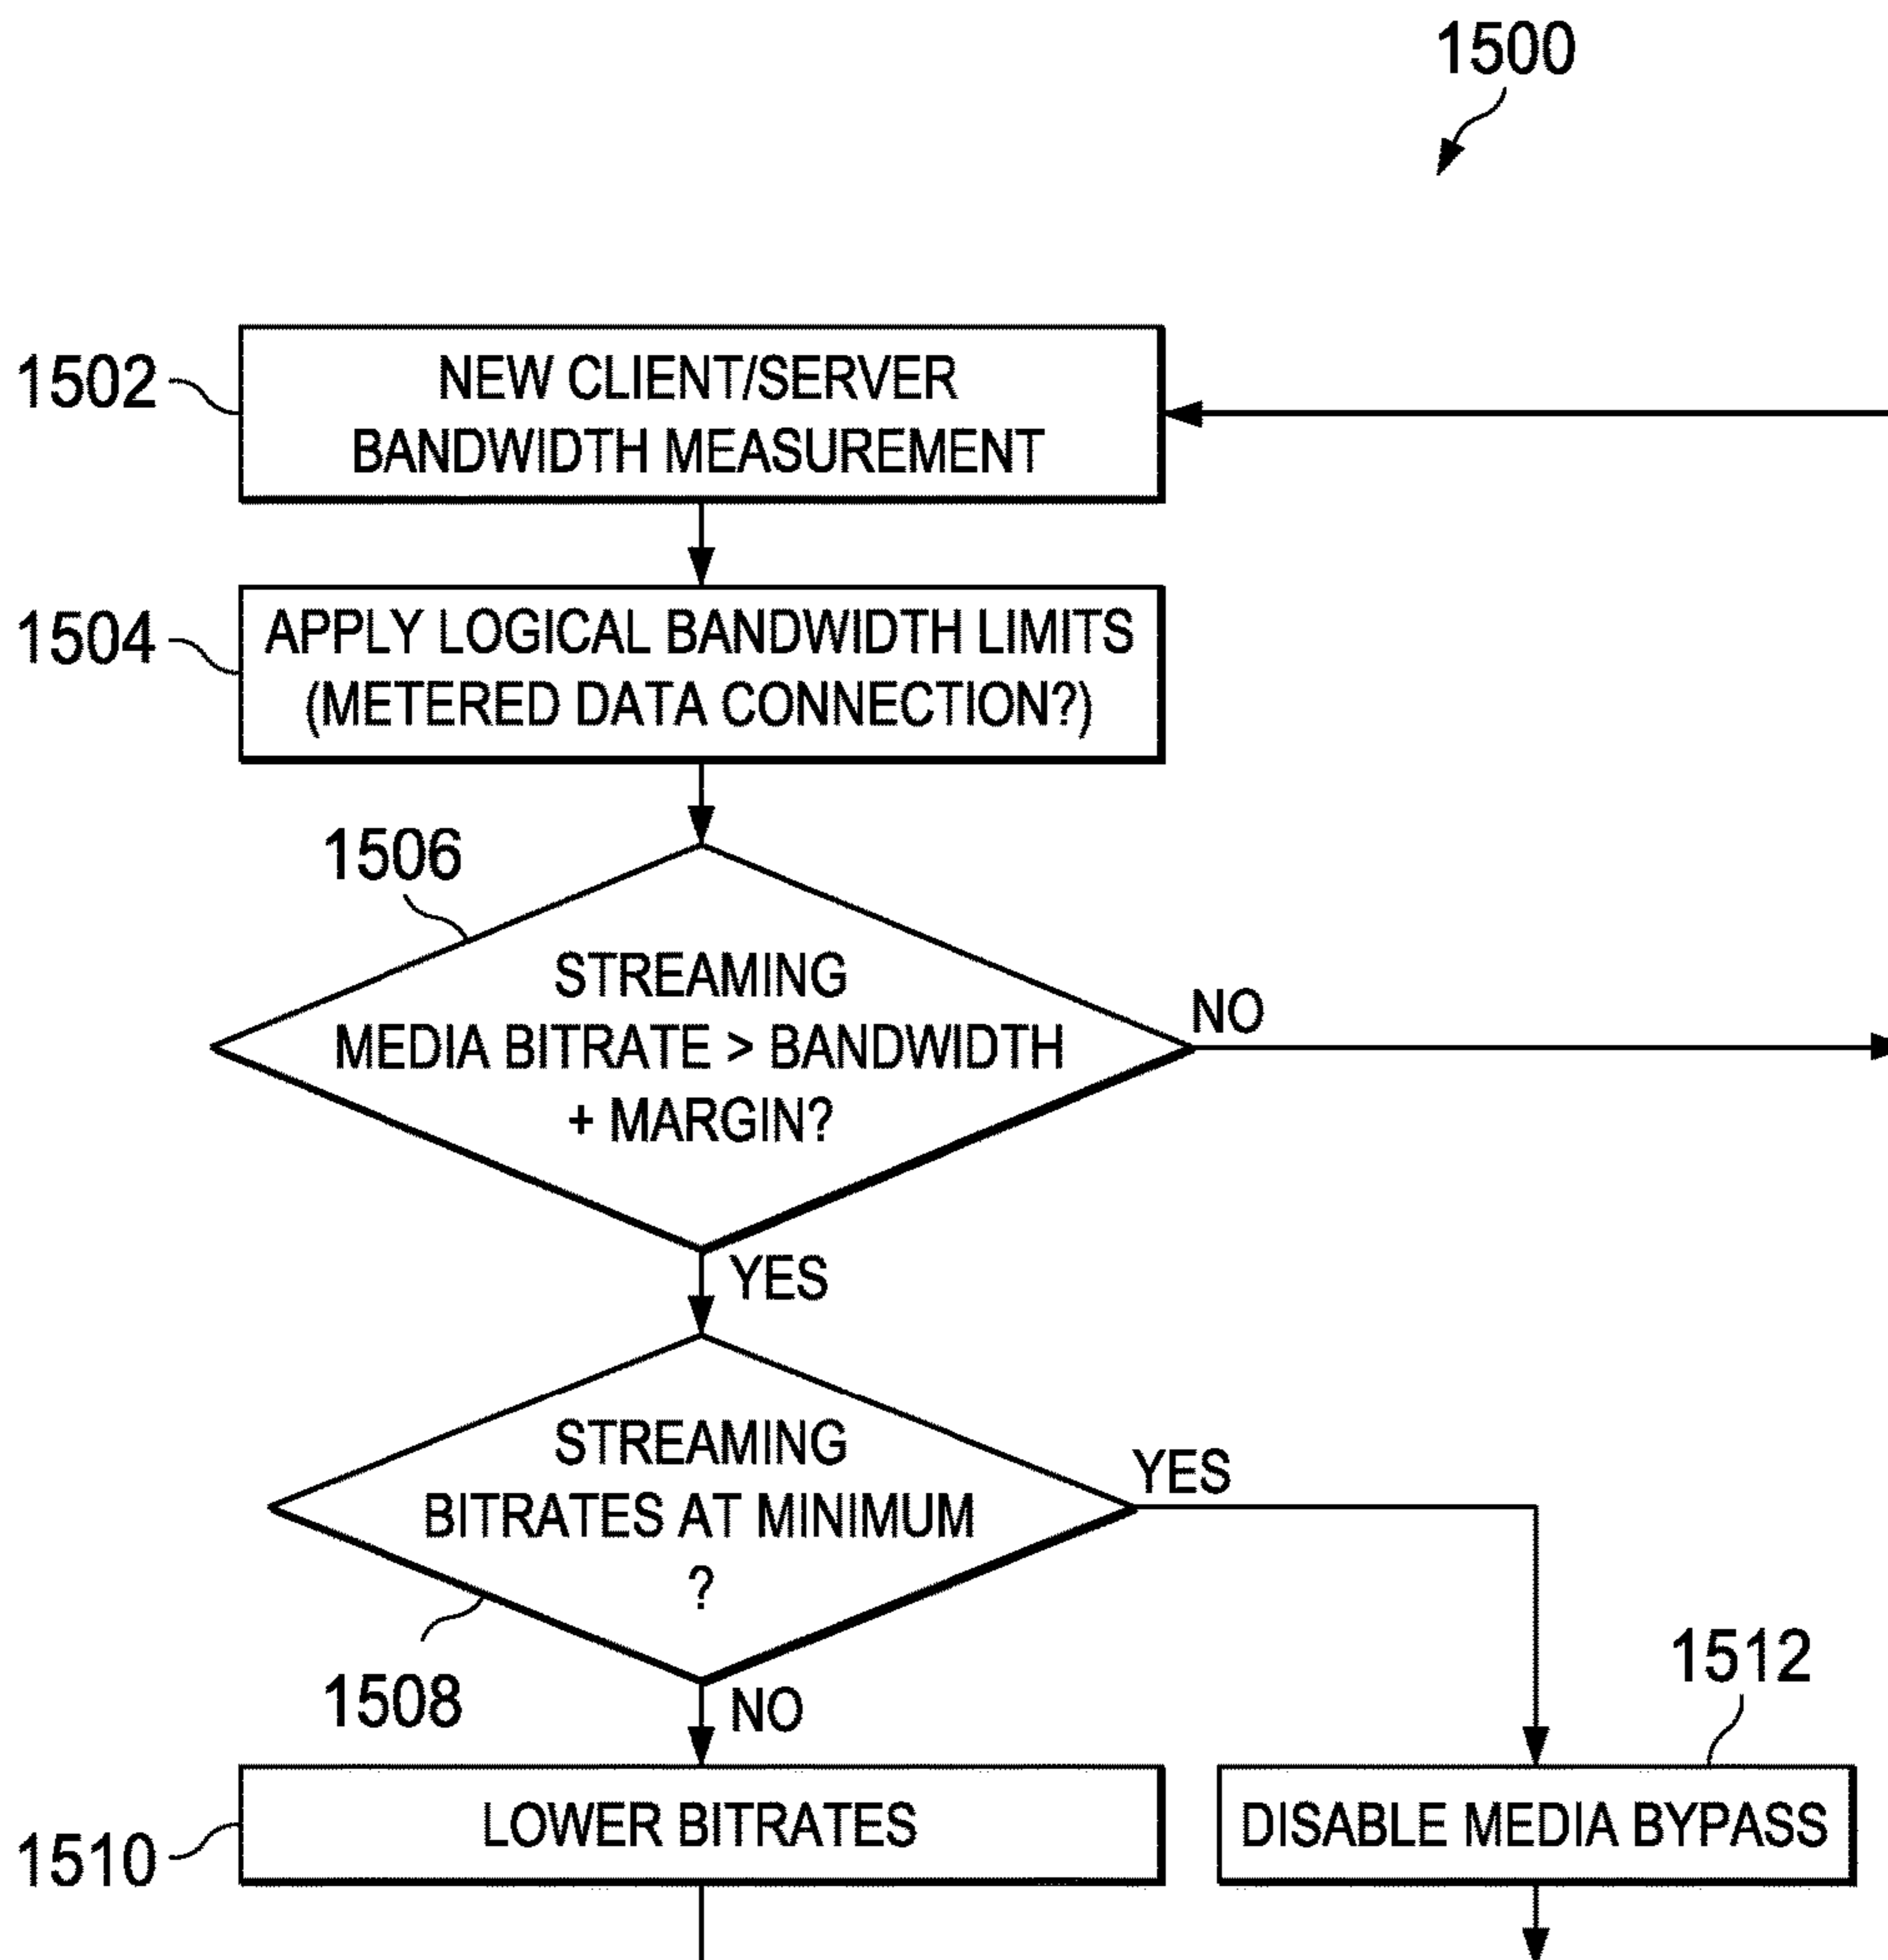 1500
1502
NEW CLIENT/SERVER
BANDWIDTH MEASUREMENT
1504
APPLY LOGICAL BANDWIDTH LIMITS
(METERED DATA CONNECTION?)
1506
STREAMING
MEDIA BITRATE > BANDWIDTH
+ MARGIN?
NO
YES
STREAMING
BITRATES AT MINIMUM
?
YES
1508
NO
1512
1510
LOWER BITRATES
DISABLE MEDIA BYPASS